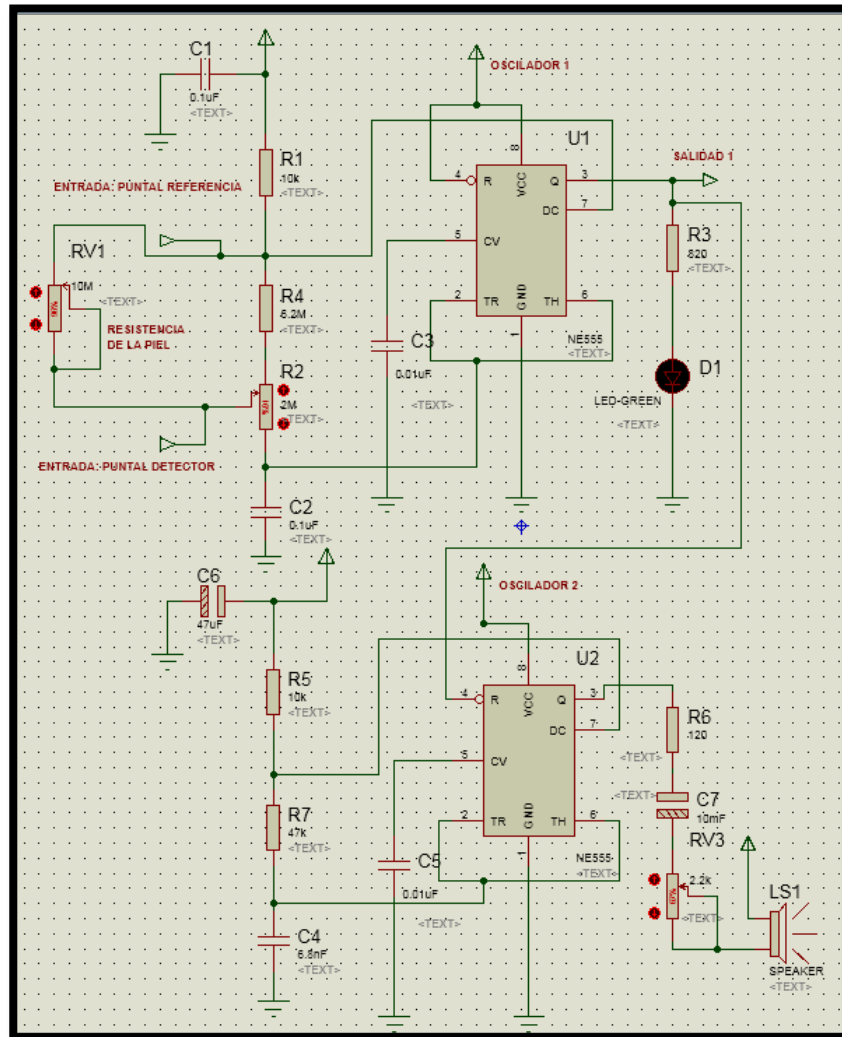 C1
0.1uF
<TEXT>
OSCILADOR 1
R1
10k
<TEXT>
ENTRADA: PUNTAL REFERENCIA
U1
8
VCC
4
R
Q
3
DC
7
5
CV
2
TR
TH
6
GND
1
NE555
<TEXT>
SALIDAD 1
R3
820
<TEXT>
RV1
10M
<TEXT>
RESISTENCIA
DE LA PIEL
R4
<TEXT>
R2
2M
<TEXT>
C3
0.01uF
<TEXT>
D1
LED-GREEN
<TEXT>
ENTRADA: PUNTAL DETECTOR
C2
0.1uF
<TEXT>
C6
47uF
<TEXT>
OSCILADOR 2
R5
10k
<TEXT>
U2
8
VCC
4
R
Q
3
DC
7
5
CV
2
TR
TH
6
GND
1
NE555
<TEXT>
R6
120
<TEXT>
R7
47k
<TEXT>
<TEXT>
C7
10mF
C5
0.01uF
<TEXT>
RV3
2.2k
<TEXT>
C4
6.8nF
<TEXT>
LS1
SPEAKER
<TEXT>